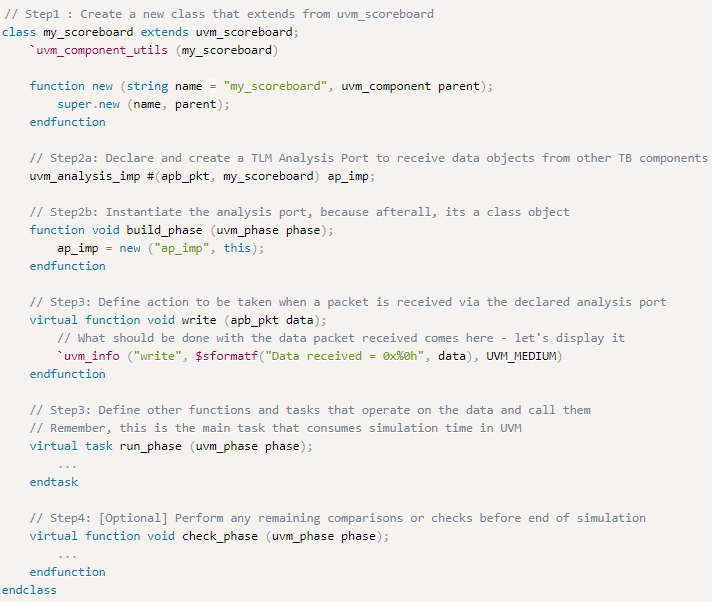 // Step1 : Create a new class that extends from uvm_scoreboard
class my_scoreboard extends uvm_scoreboard;
    `uvm_component_utils (my_scoreboard)

    function new (string name = "my_scoreboard", uvm_component parent);
        super.new (name, parent);
    endfunction

    // Step2a: Declare and create a TLM Analysis Port to receive data objects from other TB components
    uvm_analysis_imp #(apb_pkt, my_scoreboard) ap_imp;

    // Step2b: Instantiate the analysis port, because afterall, its a class object
    function void build_phase (uvm_phase phase);
        ap_imp = new ("ap_imp", this);
    endfunction

    // Step3: Define action to be taken when a packet is received via the declared analysis port
    virtual function void write (apb_pkt data);
        // What should be done with the data packet received comes here - let's display it
        `uvm_info ("write", $sformatf("Data received = 0x%0h", data), UVM_MEDIUM)
    endfunction

    // Step3: Define other functions and tasks that operate on the data and call them
    // Remember, this is the main task that consumes simulation time in UVM
    virtual task run_phase (uvm_phase phase);
        ...
    endtask

    // Step4: [Optional] Perform any remaining comparisons or checks before end of simulation
    virtual function void check_phase (uvm_phase phase);
        ...
    endfunction
endclass